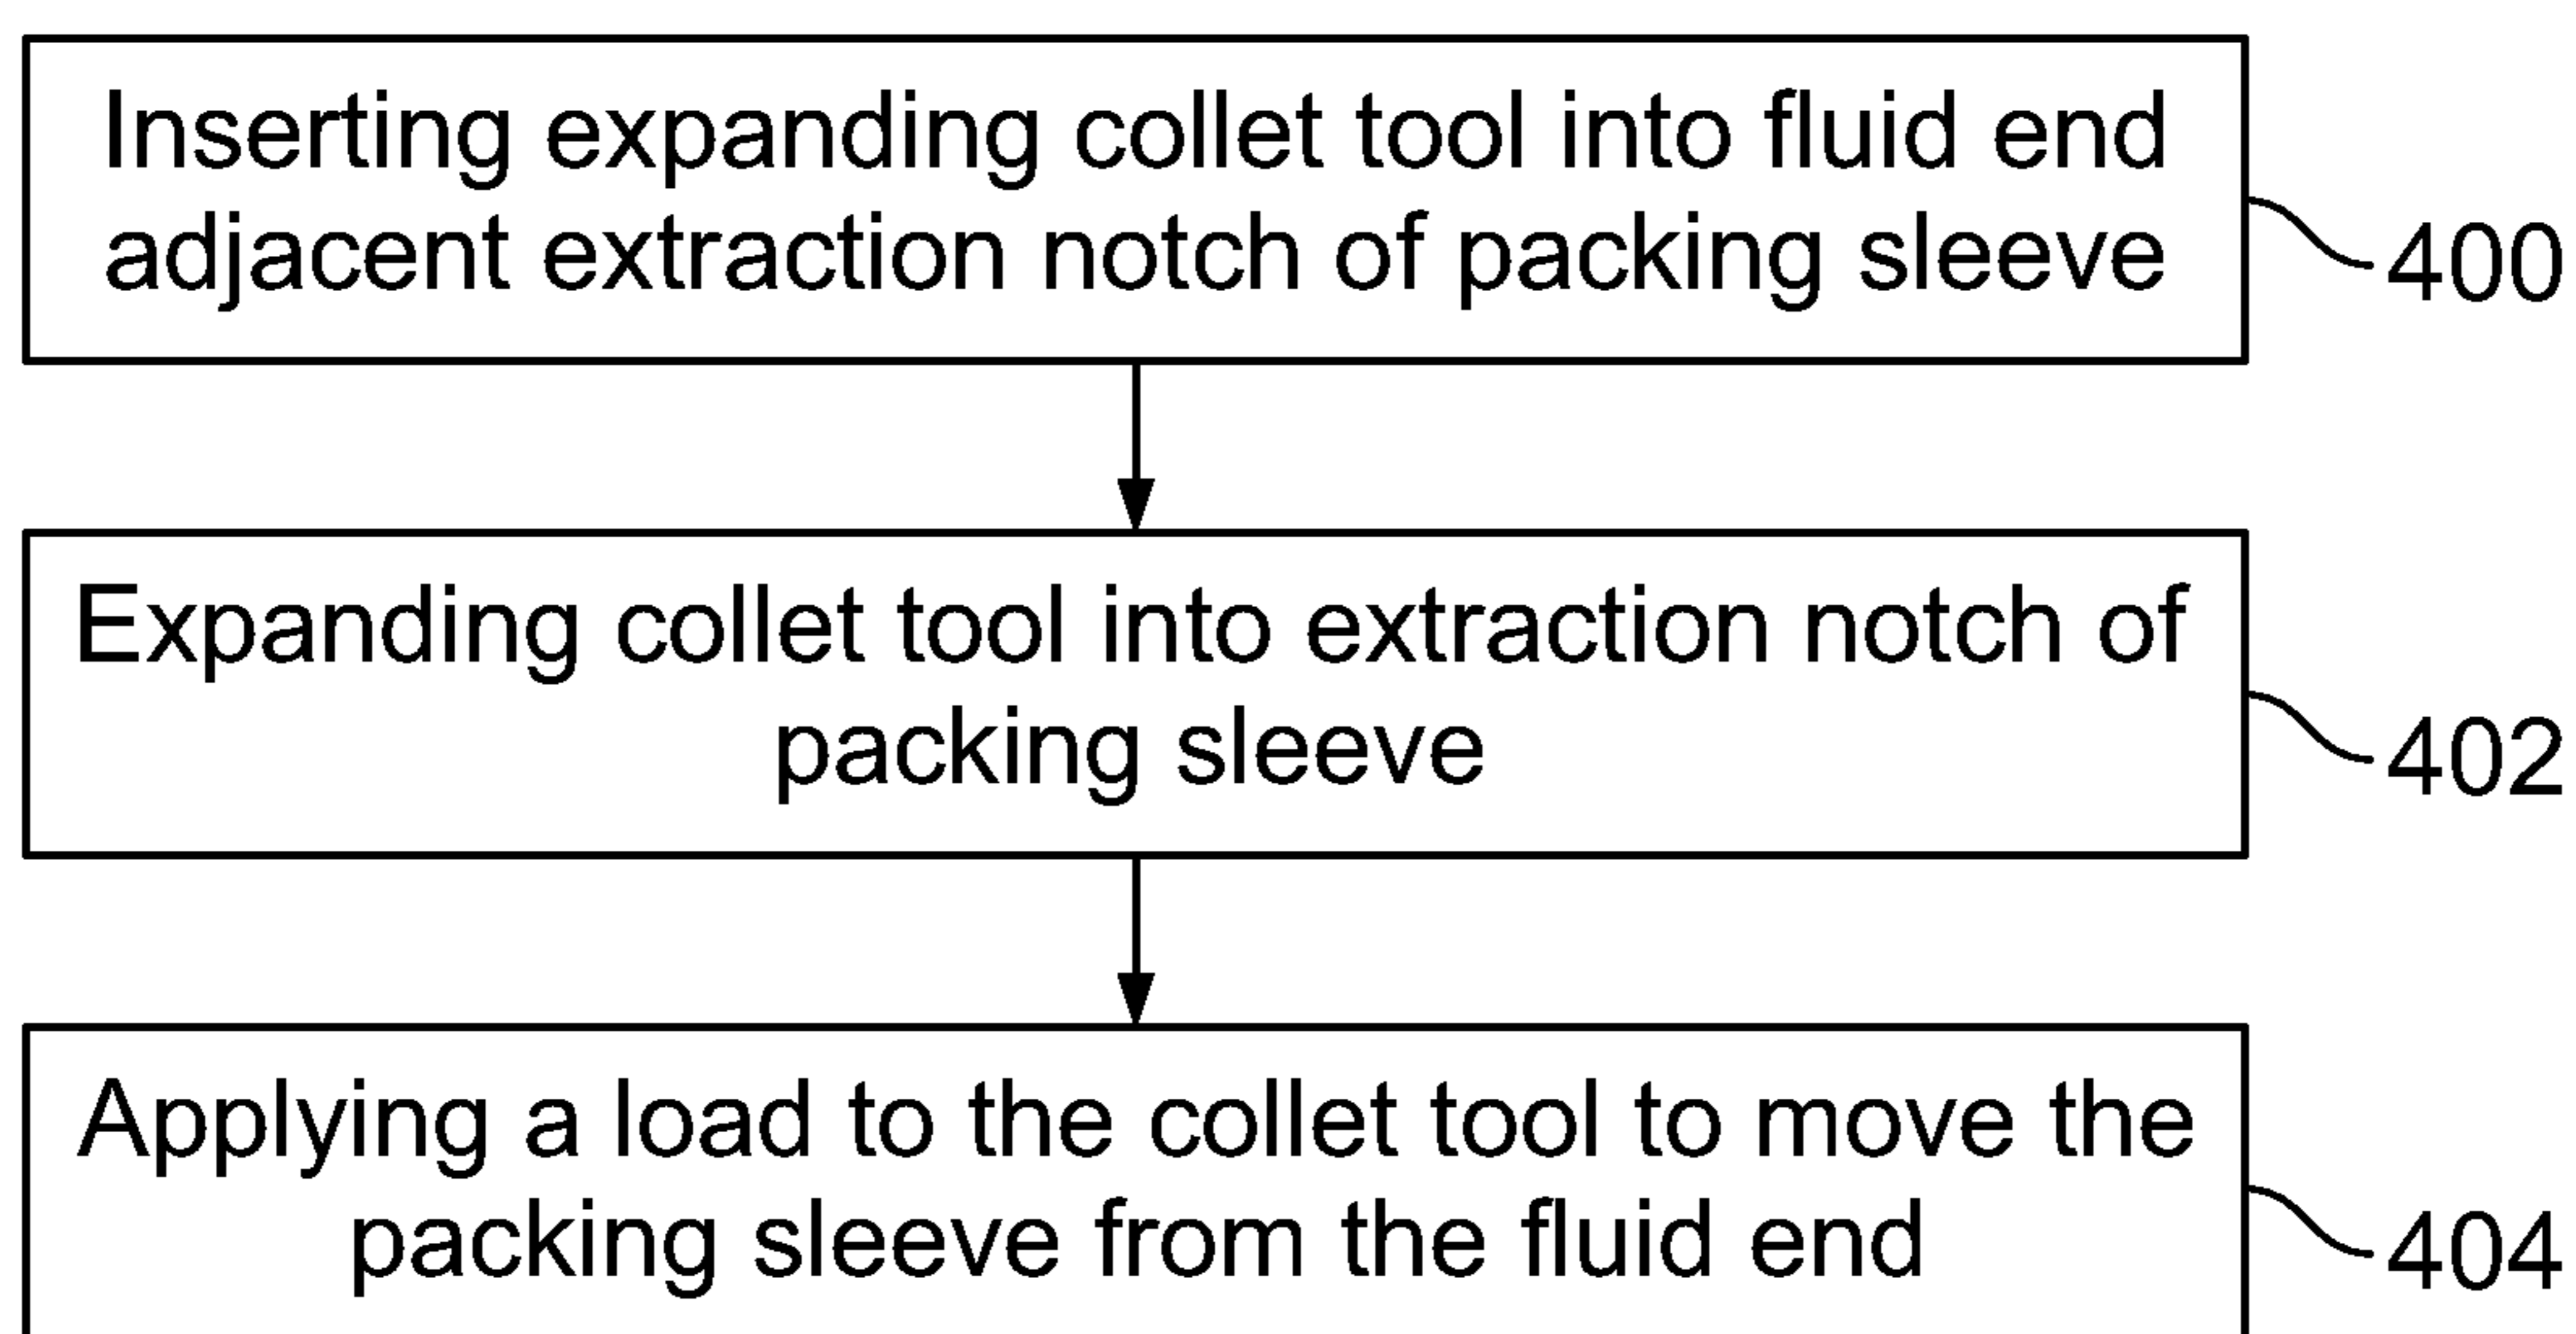 Inserting expanding collet tool into fluid end
adjacent extraction notch of packing sleeve
400
Expanding collet tool into extraction notch of
packing sleeve
402
Applying a load to the collet tool to move the
packing sleeve from the fluid end
404